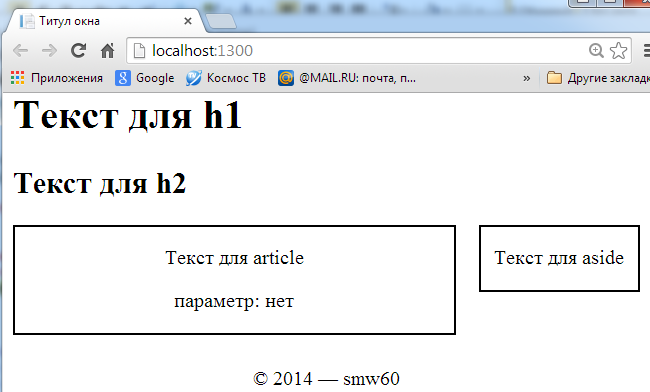 Титул окна
localhost:1300
Приложения Google Космос ТВ @MAIL.RU: почта, п... » Другие закладк
Текст для h1
Текст для h2
Текст для article
параметр: нет
Текст для aside
© 2014 — smw60